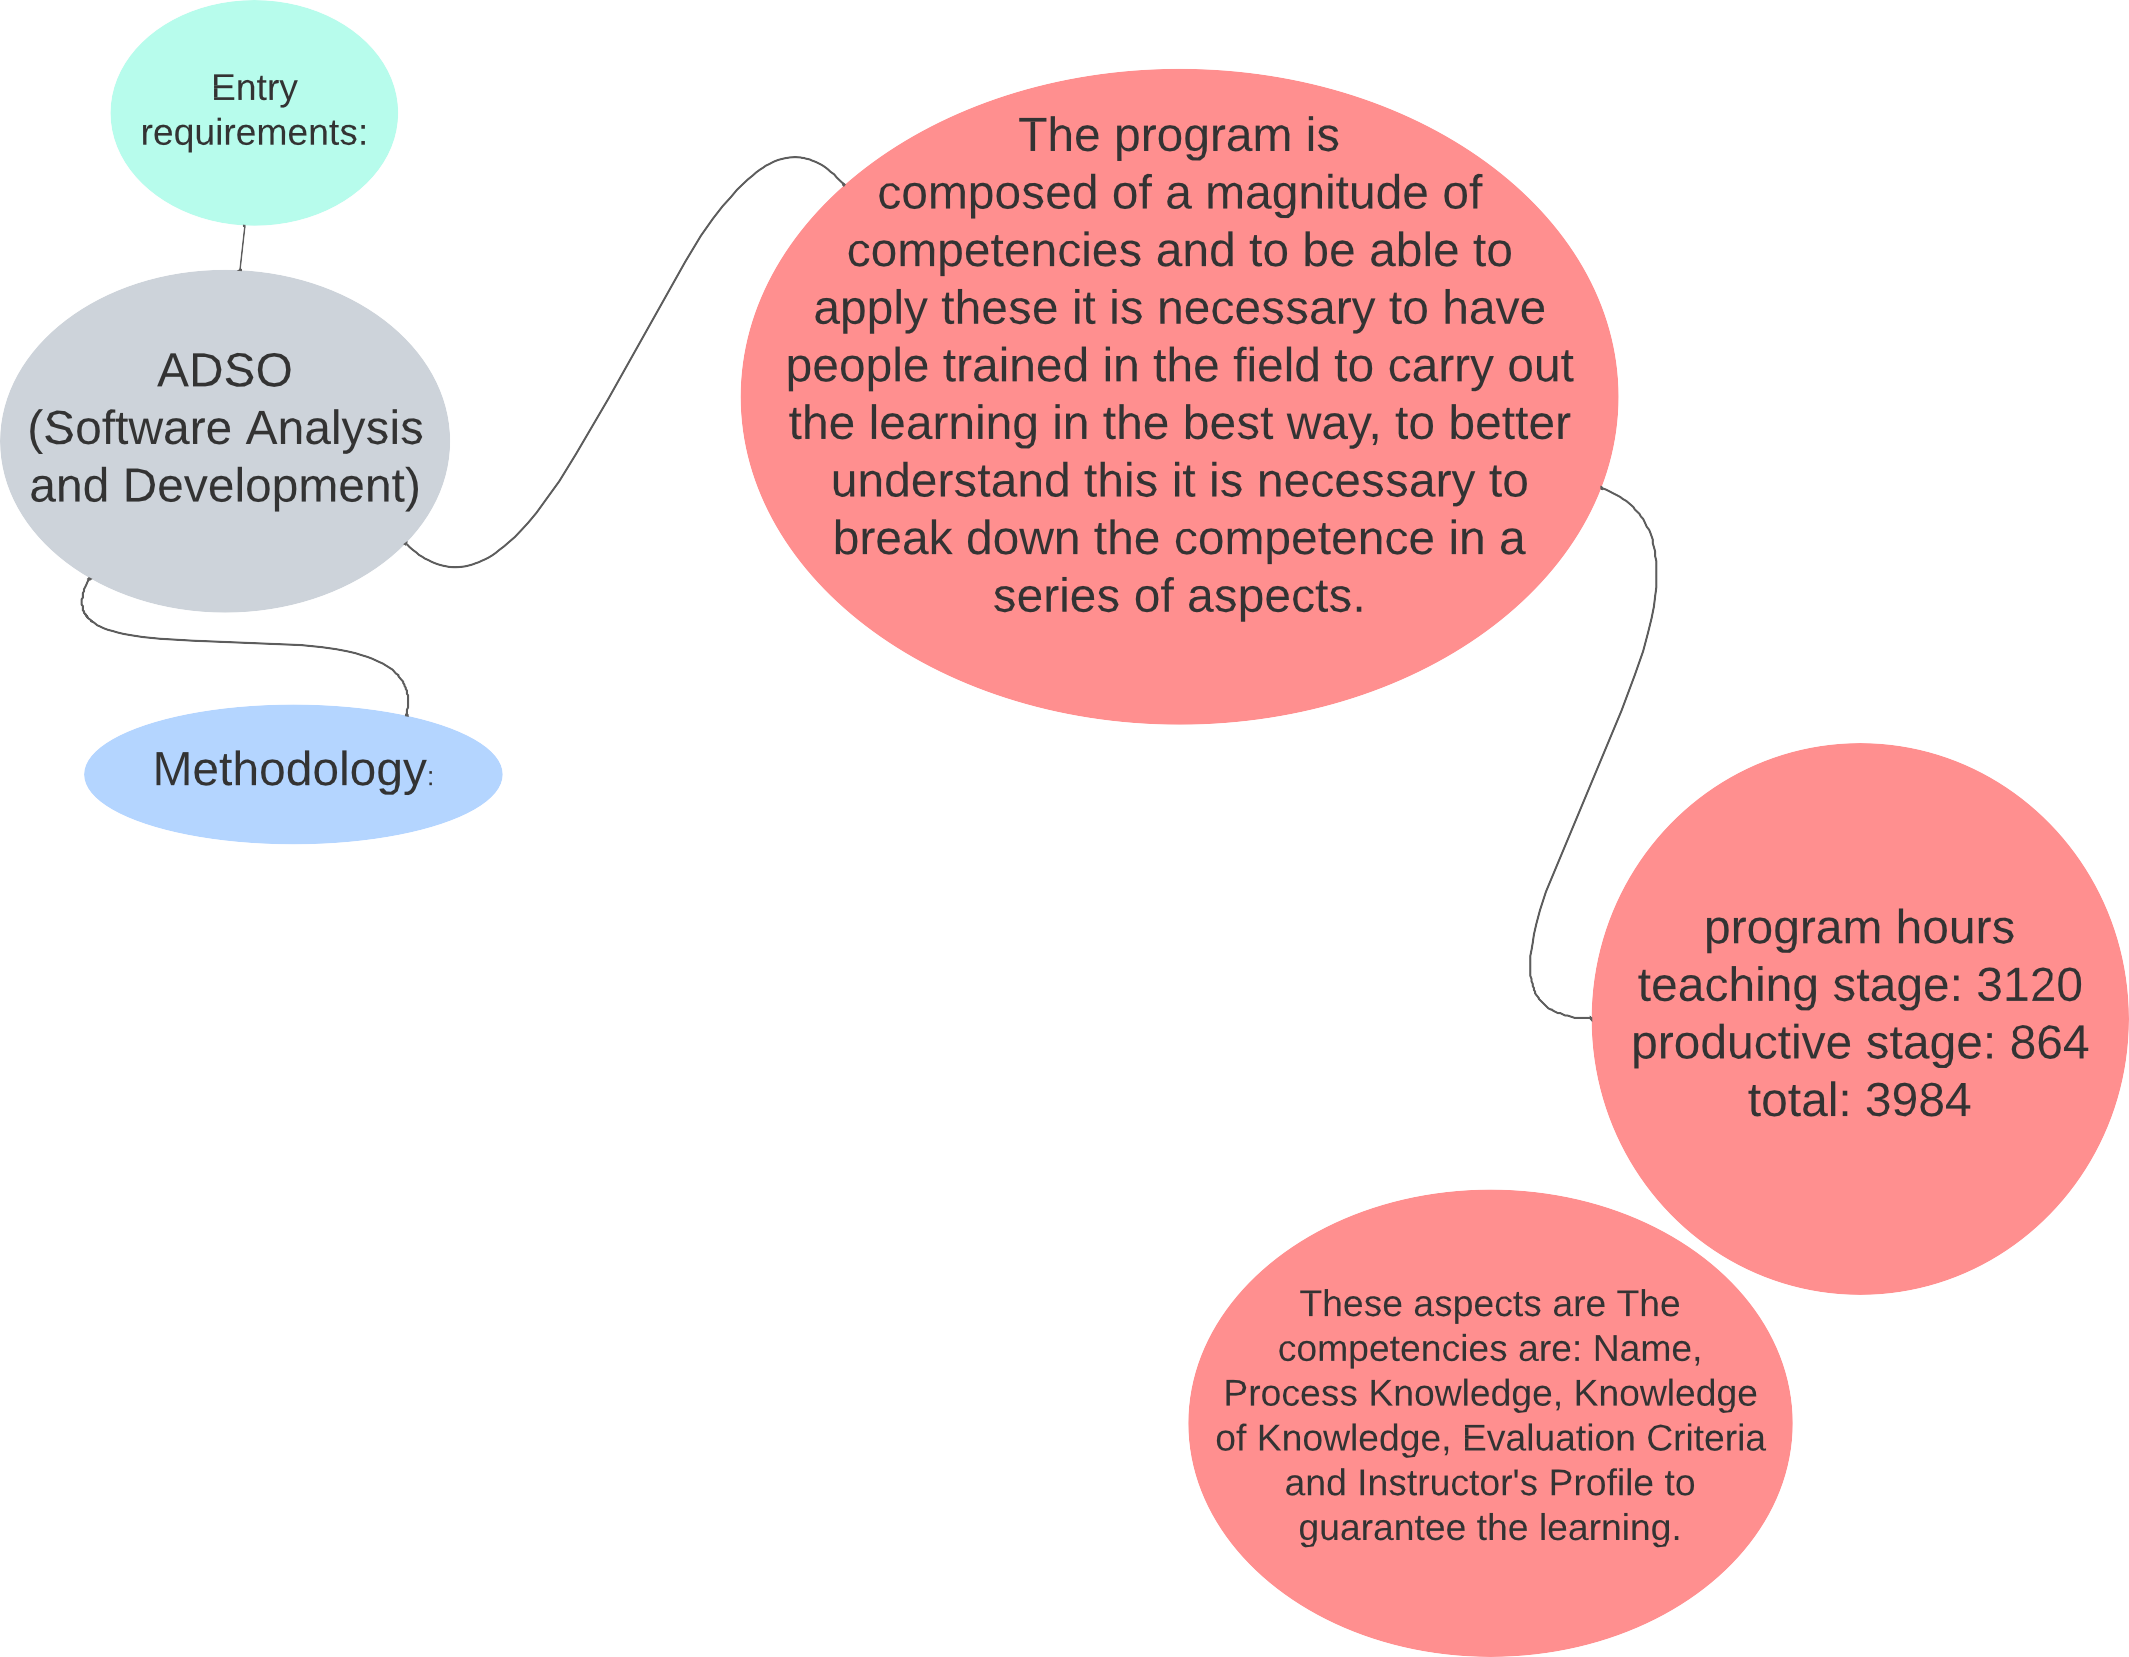 Entry
requirements:
ADSO
(Software Analysis
and Development)
Methodology:
The program is
composed of a magnitude of
competencies and to be able to
apply these it is necessary to have
people trained in the field to carry out
the learning in the best way, to better
understand this it is necessary to
break down the competence in a
series of aspects.
program hours
teaching stage: 3120
productive stage: 864
total: 3984
These aspects are The
competencies are: Name,
Process Knowledge, Knowledge
of Knowledge, Evaluation Criteria
and Instructor's Profile to
guarantee the learning.